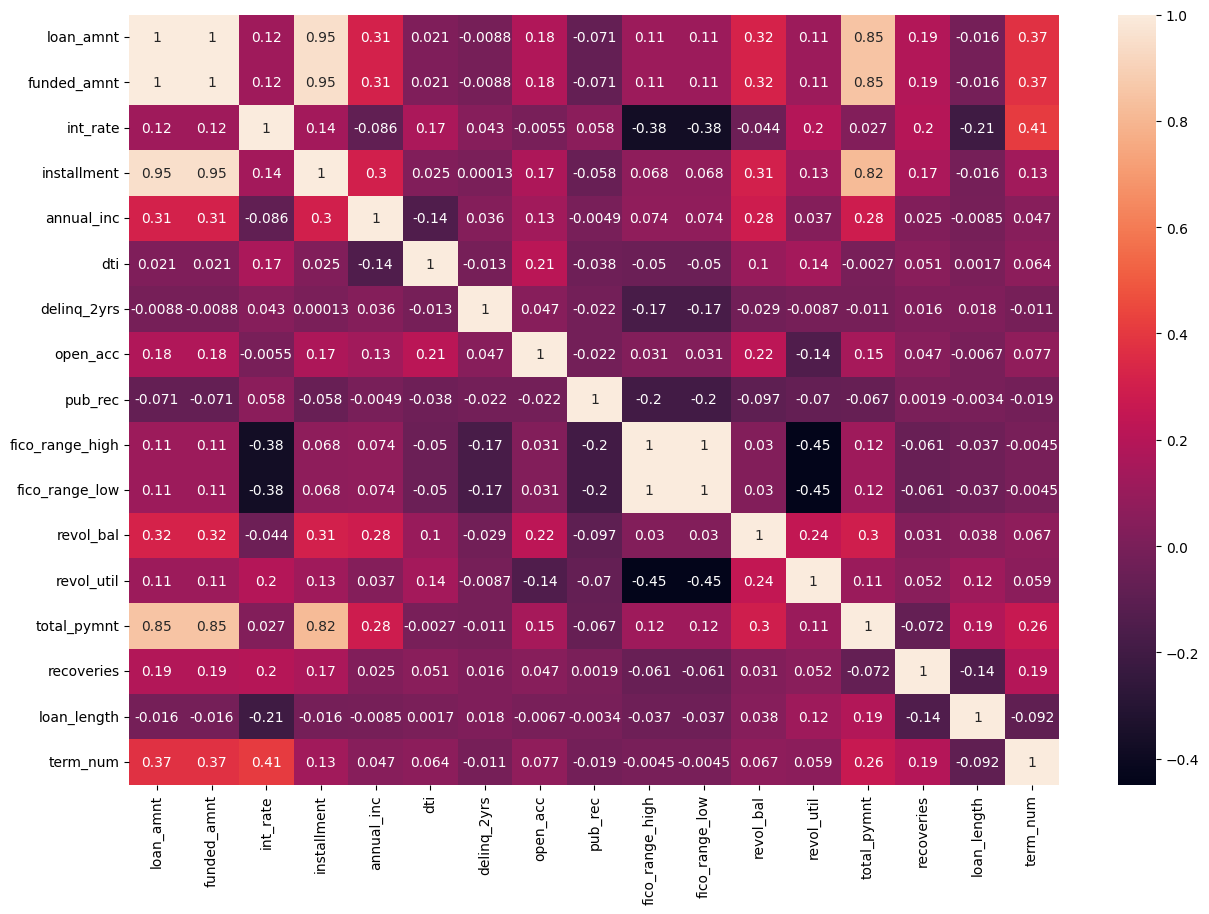 loan_amnt 1 1 0.12 0.95 0.31 0.021 -0.0088 0.18 -0.071 0.11 0.11 0.32 0.11 0.85 0.19 -0.016 0.37
funded_amnt 1 1 0.12 0.95 0.31 0.021 -0.0088 0.18 -0.071 0.11 0.11 0.32 0.11 0.85 0.19 -0.016 0.37
int_rate 0.12 0.12 1 0.14 -0.086 0.17 0.043 -0.0055 0.058 -0.38 -0.38 -0.044 0.2 0.027 0.2 -0.21 0.41
installment 0.95 0.95 0.14 1 0.3 0.025 0.00013 0.17 -0.058 0.068 0.068 0.31 0.13 0.82 0.17 -0.016 0.13
annual_inc 0.31 0.31 -0.086 0.3 1 -0.14 0.036 0.13 -0.0049 0.074 0.074 0.28 0.037 0.28 0.025 -0.0085 0.047
dti 0.021 0.021 0.17 0.025 -0.14 1 -0.013 0.21 -0.038 -0.05 -0.05 0.1 0.14 -0.0027 0.051 0.0017 0.064
delinq_2yrs -0.0088 -0.0088 0.043 0.00013 0.036 -0.013 1 0.047 -0.022 -0.17 -0.17 -0.029 -0.0087 -0.011 0.016 0.018 -0.011
open_acc 0.18 0.18 -0.0055 0.17 0.13 0.21 0.047 1 -0.022 0.031 0.031 0.22 -0.14 0.15 0.047 -0.0067 0.077
pub_rec -0.071 -0.071 0.058 -0.058 -0.0049 -0.038 -0.022 -0.022 1 -0.2 -0.2 -0.097 -0.07 -0.067 0.0019 -0.0034 -0.019
fico_range_high 0.11 0.11 -0.38 0.068 0.074 -0.05 -0.17 0.031 -0.2 1 1 0.03 -0.45 0.12 -0.061 -0.037 -0.0045
fico_range_low 0.11 0.11 -0.38 0.068 0.074 -0.05 -0.17 0.031 -0.2 1 1 0.03 -0.45 0.12 -0.061 -0.037 -0.0045
revol_bal 0.32 0.32 -0.044 0.31 0.28 0.1 -0.029 0.22 -0.097 0.03 0.03 1 0.24 0.3 0.031 0.038 0.067
revol_util 0.11 0.11 0.2 0.13 0.037 0.14 -0.0087 -0.14 -0.07 -0.45 -0.45 0.24 1 0.11 0.052 0.12 0.059
total_pymnt 0.85 0.85 0.027 0.82 0.28 -0.0027 -0.011 0.15 -0.067 0.12 0.12 0.3 0.11 1 -0.072 0.19 0.26
recoveries 0.19 0.19 0.2 0.17 0.025 0.051 0.016 0.047 0.0019 -0.061 -0.061 0.031 0.052 -0.072 1 -0.14 0.19
loan_length -0.016 -0.016 -0.21 -0.016 -0.0085 0.0017 0.018 -0.0067 -0.0034 -0.037 -0.037 0.038 0.12 0.19 -0.14 1 -0.092
term_num 0.37 0.37 0.41 0.13 0.047 0.064 -0.011 0.077 -0.019 -0.0045 -0.0045 0.067 0.059 0.26 0.19 -0.092 1
loan_amnt
funded_amnt
int_rate
installment
annual_inc
dti
delinq_2yrs
open_acc
pub_rec
fico_range_high
fico_range_low
revol_bal
revol_util
total_pymnt
recoveries
loan_length
term_num
1.0
0.8
0.6
0.4
0.2
0.0
−0.2
−0.4